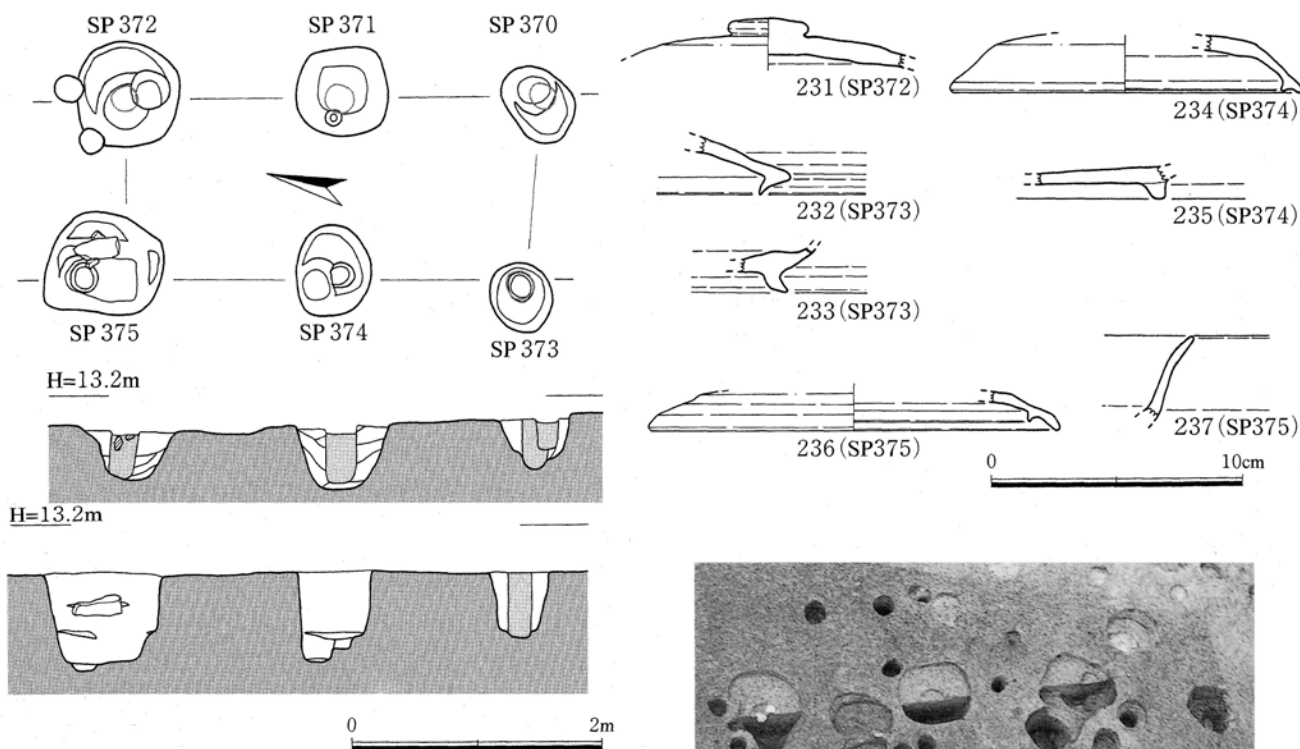 SP 372
SP 371
SP 370
SP 375
SP 374
SP 373
H=13.2m
H=13.2m
0
2m
231(SP372)
234(SP374)
232(SP373)
235(SP374)
233(SP373)
236(SP375)
237(SP375)
0
10cm